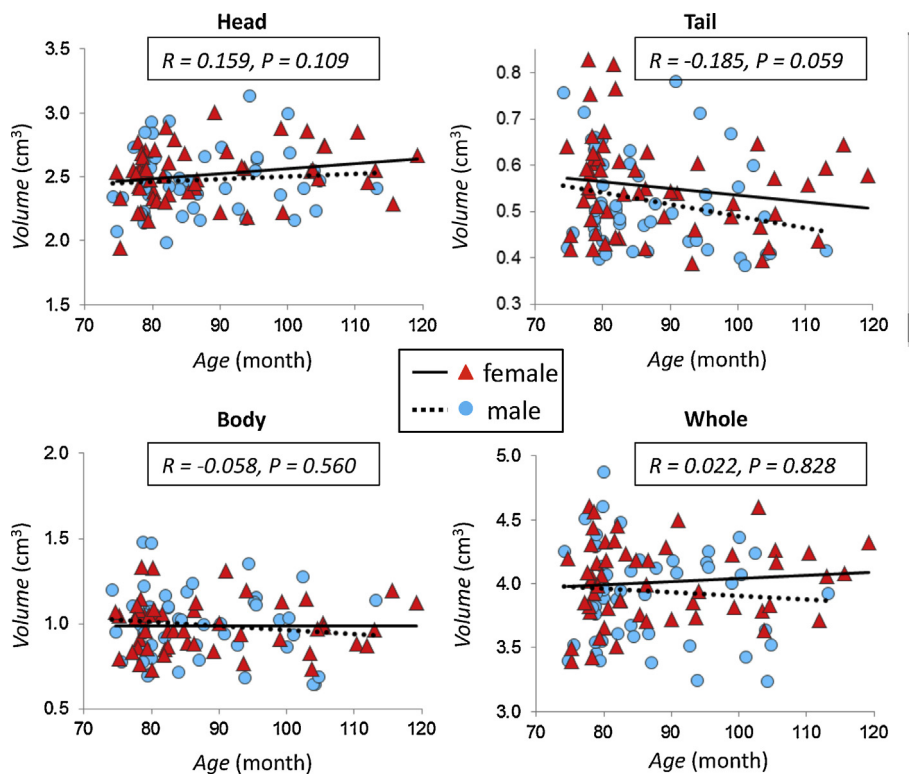 Head
R = 0.159, P = 0.109
Volume (cm³)
3.5
3.0
2.5
2.0
1.5
70 80 90 100 110 120
Age (month)
Tail
R = -0.185, P = 0.059
Volume (cm³)
0.8
0.7
0.6
0.5
0.4
0.3
70 80 90 100 110 120
Age (month)
female
male
Body
R = -0.058, P = 0.560
Volume (cm³)
2.0
1.5
1.0
0.5
70 80 90 100 110 120
Age (month)
Whole
R = 0.022, P = 0.828
Volume (cm³)
5.0
4.5
4.0
3.5
3.0
70 80 90 100 110 120
Age (month)